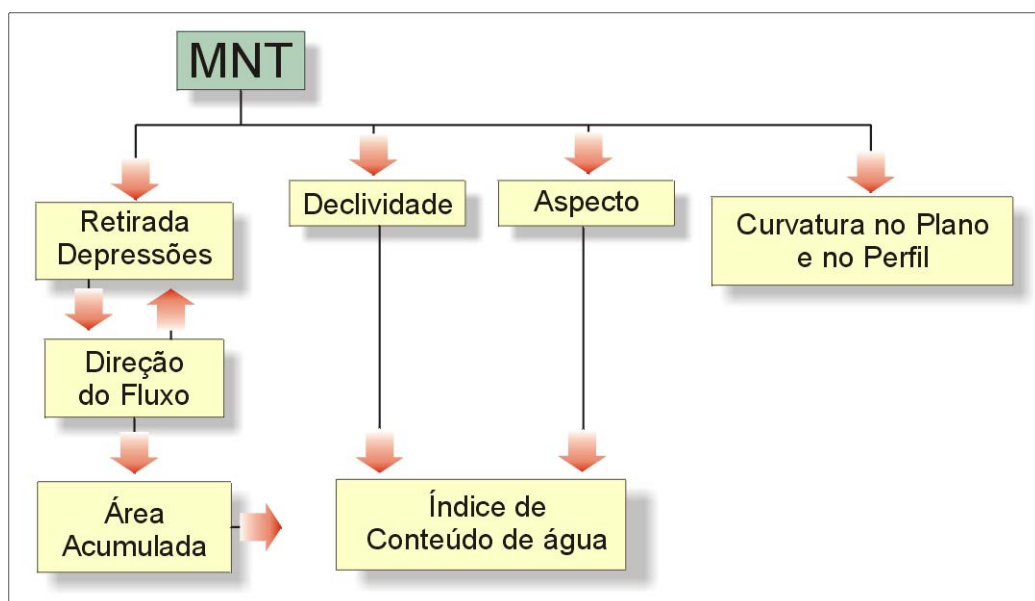 MNT
Retirada
Depressões
Declividade
Aspecto
Curvatura no Plano
e no Perfil
Direção
do Fluxo
Área
Acumulada
Índice de
Conteúdo de água